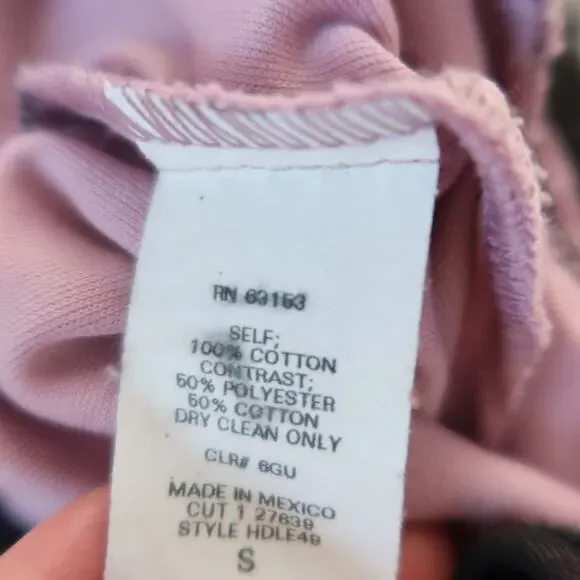 RN 63153
SELF:
100% COTTON
CONTRAST:
50% POLYESTER
50% COTTON
DRY CLEAN ONLY
CLR# 6GU
MADE IN MEXICO
CUT 1 27639
STYLE HDLE49
S